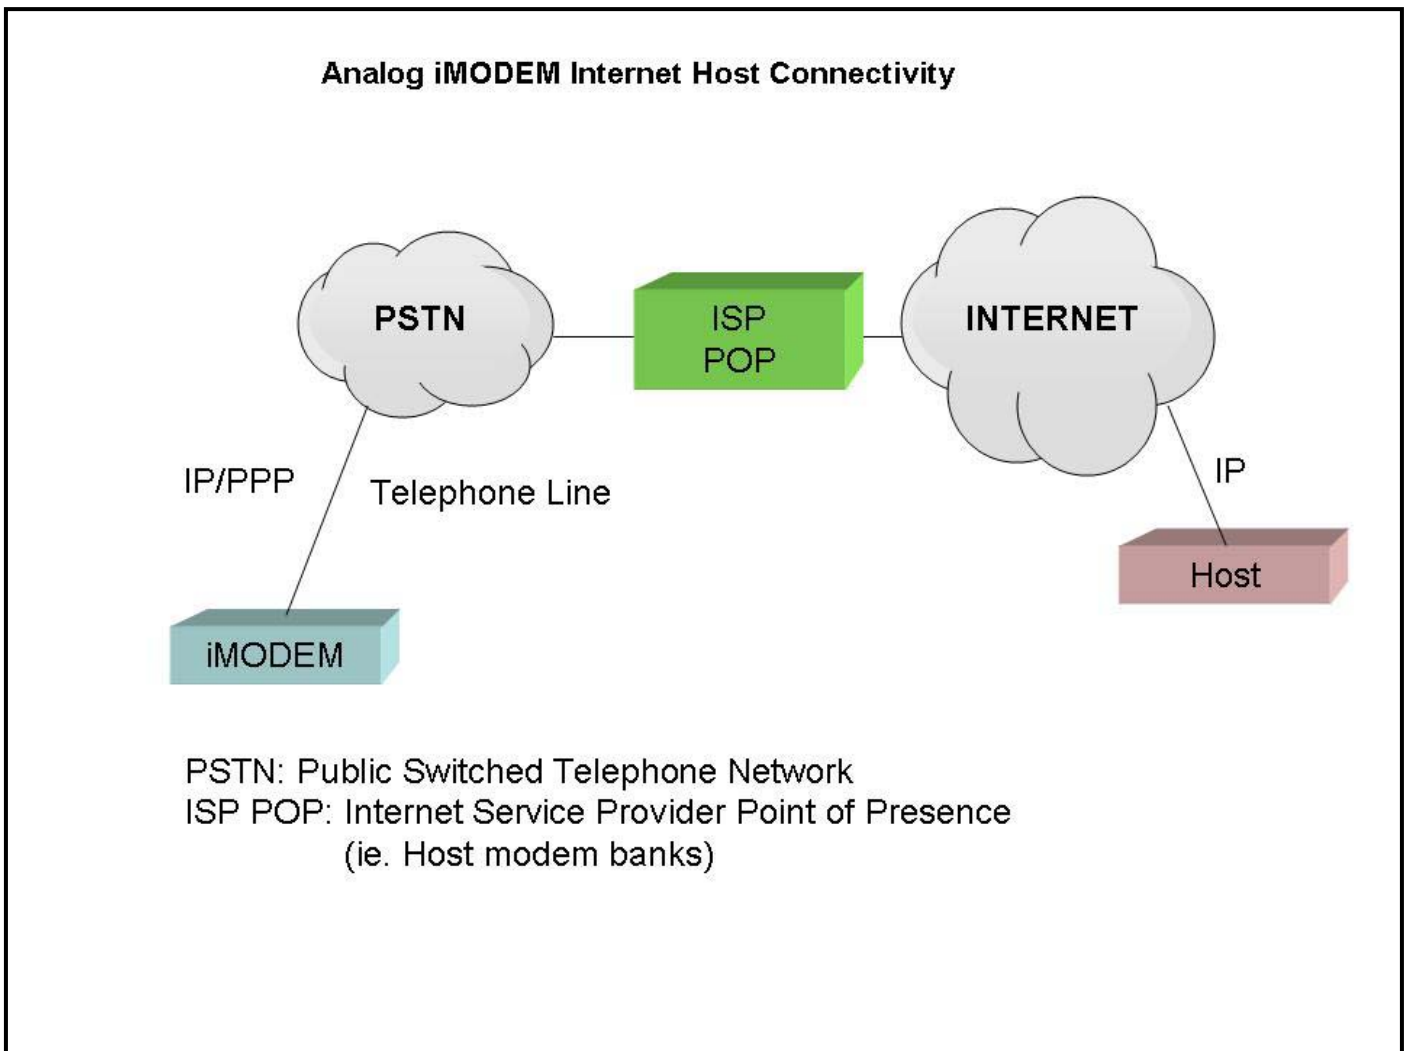 Analog iMODEM Internet Host Connectivity
PSTN
ISP
POP
INTERNET
IP/PPP
Telephone Line
IP
Host
iMODEM
PSTN: Public Switched Telephone Network
ISP POP: Internet Service Provider Point of Presence
(ie. Host modem banks)